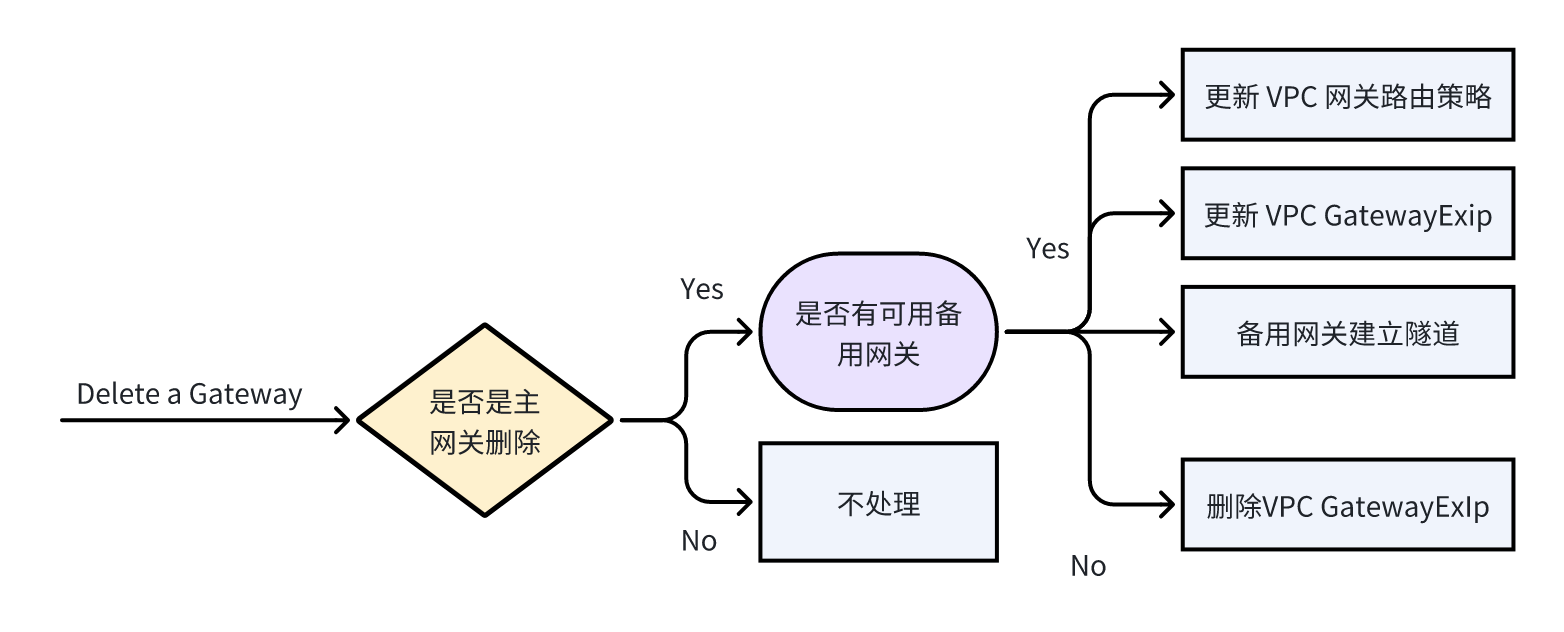 Delete a Gateway
是否是主
网关删除
Yes
No
是否有可用备
用网关
不处理
Yes
No
更新 VPC 网关路由策略
更新 VPC GatewayExip
备用网关建立隧道
删除VPC GatewayExIp